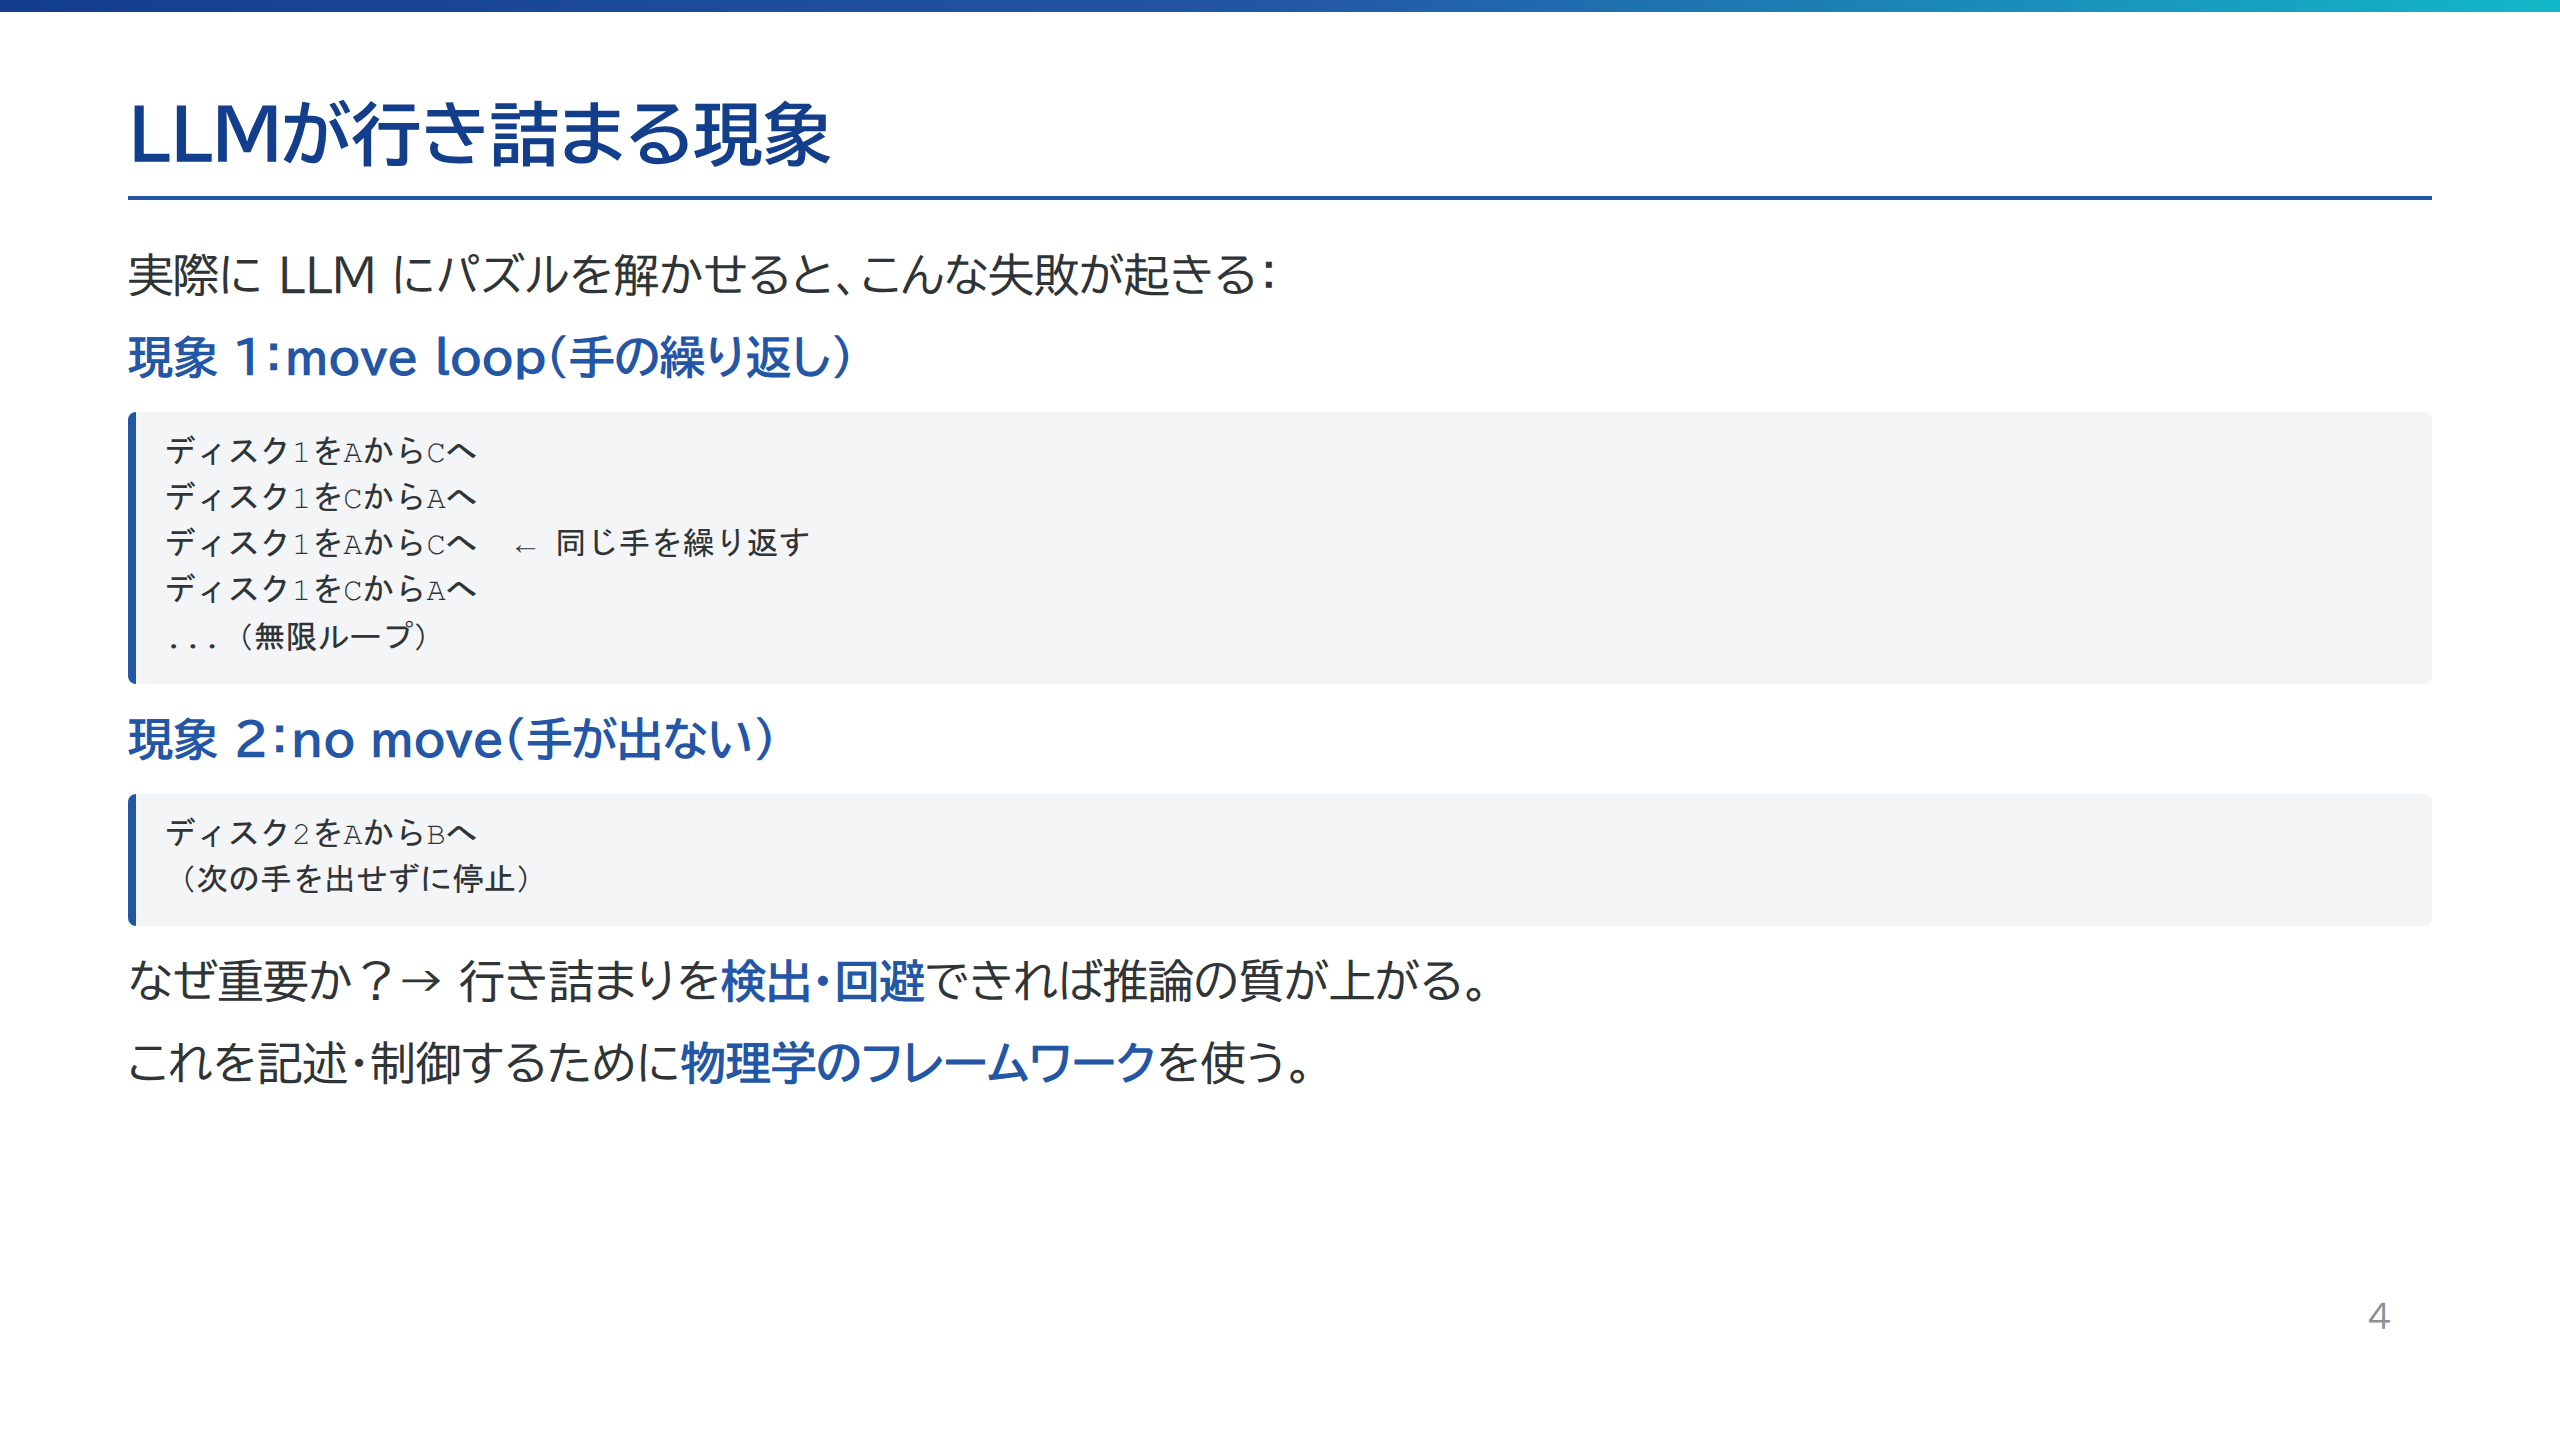 LLMが行き詰まる現象
実際に LLM にパズルを解かせると、こんな失敗が起きる：
現象 1：move loop（手の繰り返し）
ディスク1をAからCへ
ディスク1をCからAへ
ディスク1をAからCへ ← 同じ手を繰り返す
ディスク1をCからAへ
...（無限ループ）
現象 2：no move（手が出ない）
ディスク2をAからBへ
（次の手を出せずに停止）
なぜ重要か？→ 行き詰まりを検出・回避できれば推論の質が上がる。
これを記述・制御するために物理学のフレームワークを使う。
4